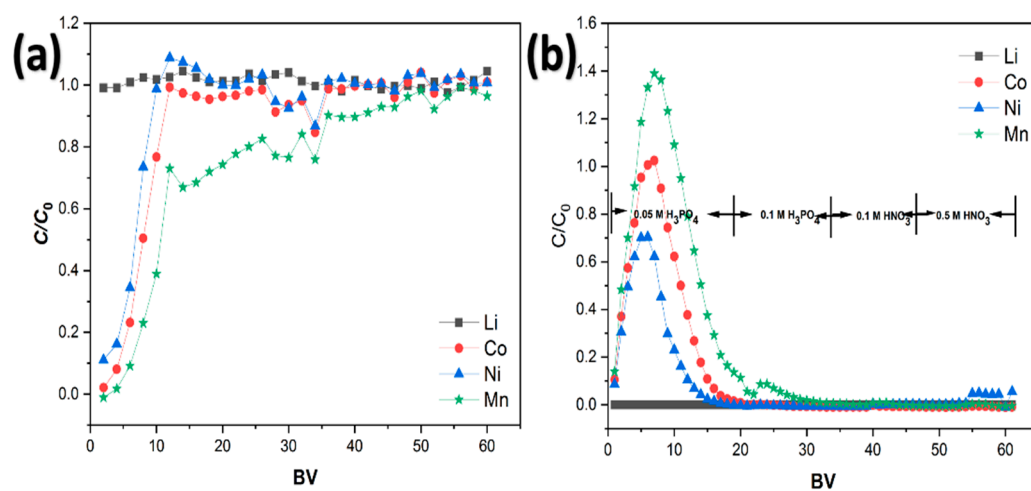 (a)
1.2
1.0
0.8
0.6
0.4
0.2
0.0
C/C0
0
10
20
30
40
50
60
BV
Li
Co
Ni
Mn
(b)
1.6
1.4
1.2
1.0
0.8
0.6
0.4
0.2
0.0
C/C0
0.05 M H3PO4
0.1 M H3PO4
0.1 M HNO3
0.5 M HNO3
0
10
20
30
40
50
60
BV
Li
Co
Ni
Mn